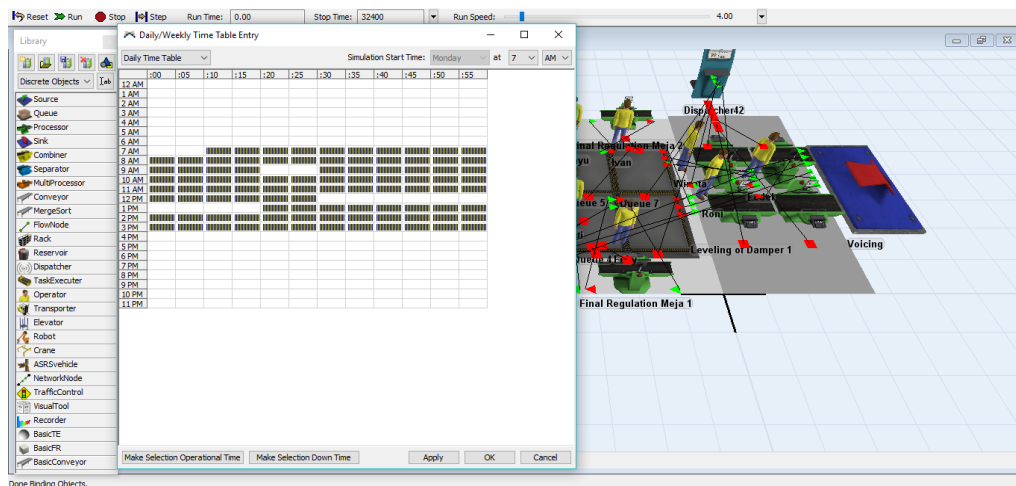 Reset Run Stop Step Run Time: 0.00 Stop Time: 32400 Run Speed: 4.00
Library
Discrete Objects
Source
Queue
Processor
Sink
Combiner
Separator
MultiProcessor
Conveyor
MergeSort
FlowNode
Rack
Reservoir
Dispatcher
TaskExecuter
Operator
Transporter
Elevator
Robot
Crane
ASRSvehicle
NetworkNode
TrafficControl
VisualTool
Recorder
BasicTE
BasicFR
BasicConveyor
Daily/Weekly Time Table Entry
Daily Time Table Simulation Start Time: Monday at 7 AM
:00 :05 :10 :15 :20 :25 :30 :35 :40 :45 :50 :55
12 AM
1 AM
2 AM
3 AM
4 AM
5 AM
6 AM
7 AM
8 AM
9 AM
10 AM
11 AM
12 PM
1 PM
2 PM
3 PM
4 PM
5 PM
6 PM
7 PM
8 PM
9 PM
10 PM
11 PM
Make Selection Operational Time Make Selection Down Time Apply OK Cancel
Dispatcher42
Final Regulation Meja 2
Ivan
Queue 7
Roni
Leveling of Damper 1
Voicing
Final Regulation Meja 1
Done Binding Objects.